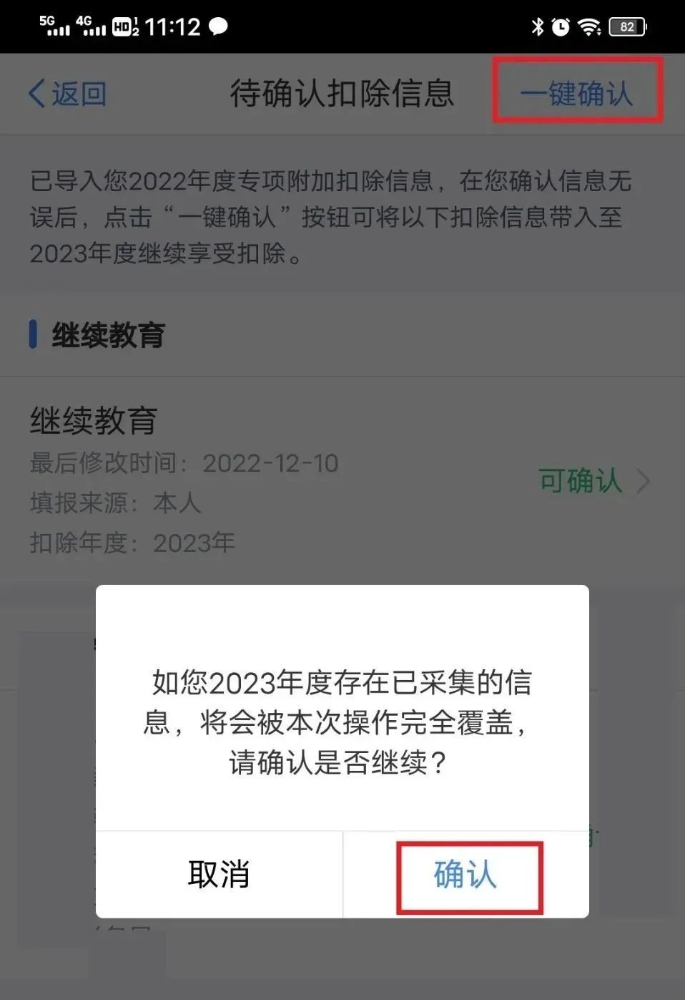 5G 4G HD 1 2 11:12 82
返回 待确认扣除信息 一键确认
已导入您2022年度专项附加扣除信息，在您确认信息无
误后，点击“一键确认”按钮可将以下扣除信息带入至
2023年度继续享受扣除。
继续教育
继续教育
最后修改时间：2022-12-10
可确认
填报来源：本人
扣除年度：2023年
如您2023年度存在已采集的信
息，将会被本次操作完全覆盖，
请确认是否继续？
取消 确认